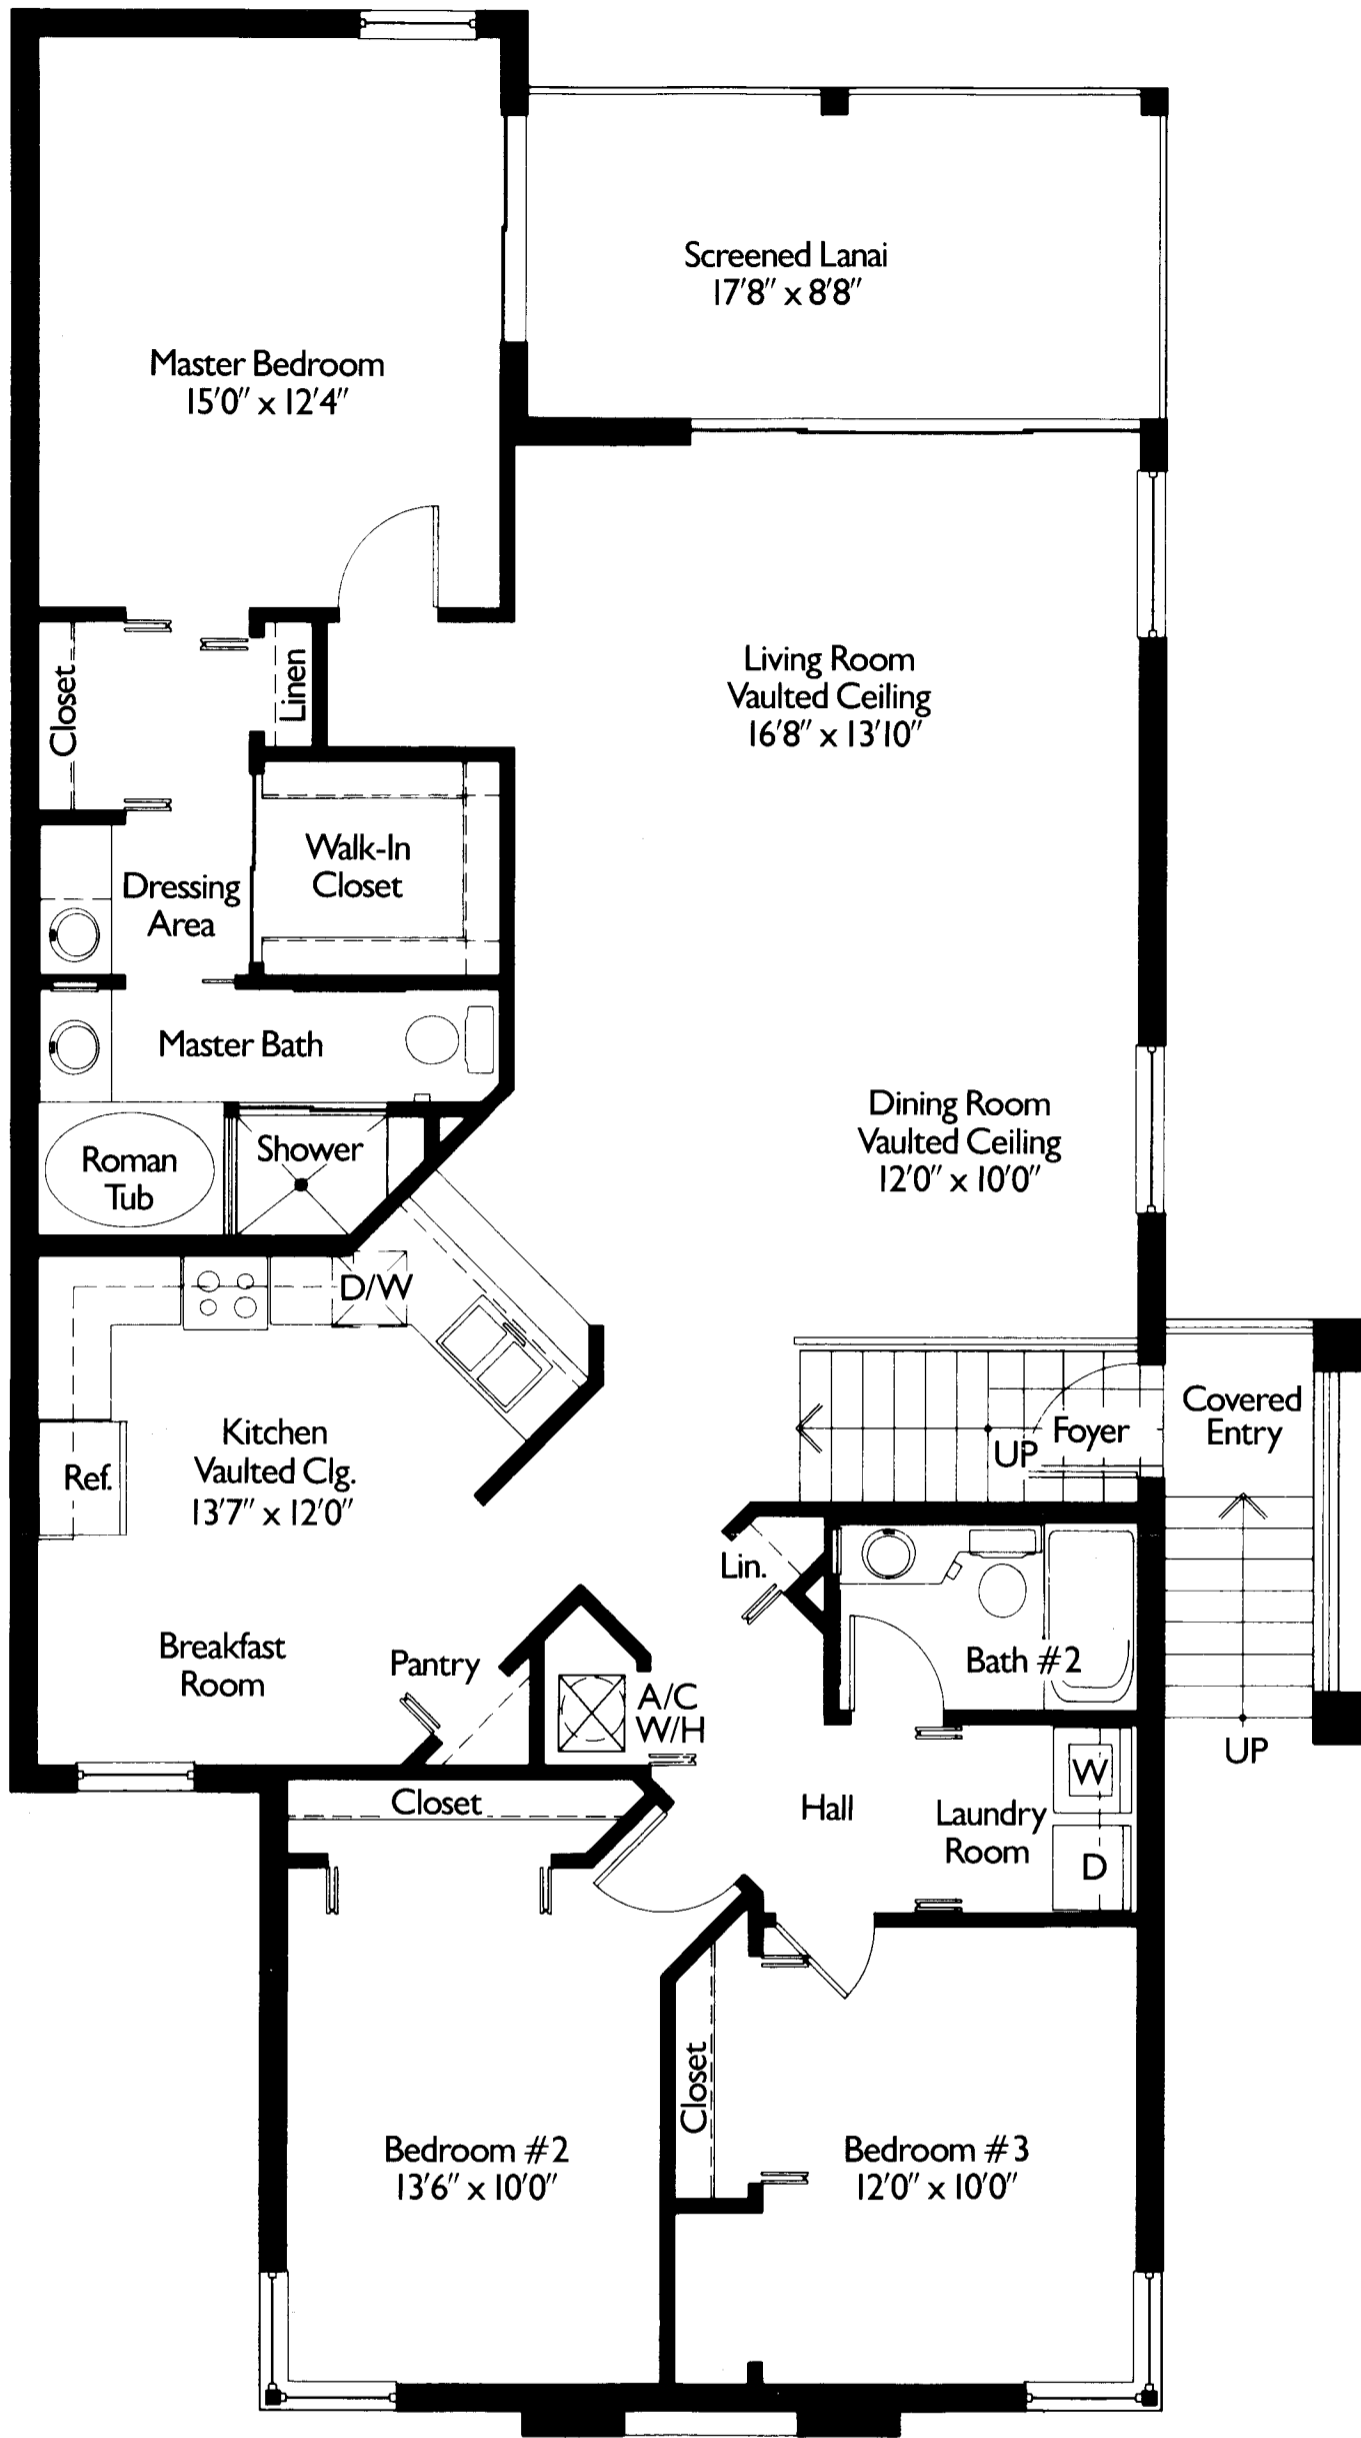 Screened Lanai
17'8" x 8'8"
Master Bedroom
15'0" x 12'4"
Closet
Linen
Living Room
Vaulted Ceiling
16'8" x 13'10"
Walk-In
Closet
Dressing
Area
Master Bath
Dining Room
Vaulted Ceiling
12'0" x 10'0"
Roman
Tub
Shower
D/W
Kitchen
Vaulted Clg.
13'7" x 12'0"
Ref.
Covered
Entry
Foyer
UP
Lin.
Breakfast
Room
Pantry
A/C
W/H
Bath #2
UP
W
Closet
Hall
Laundry
Room
D
Closet
Bedroom #2
13'6" x 10'0"
Bedroom #3
12'0" x 10'0"